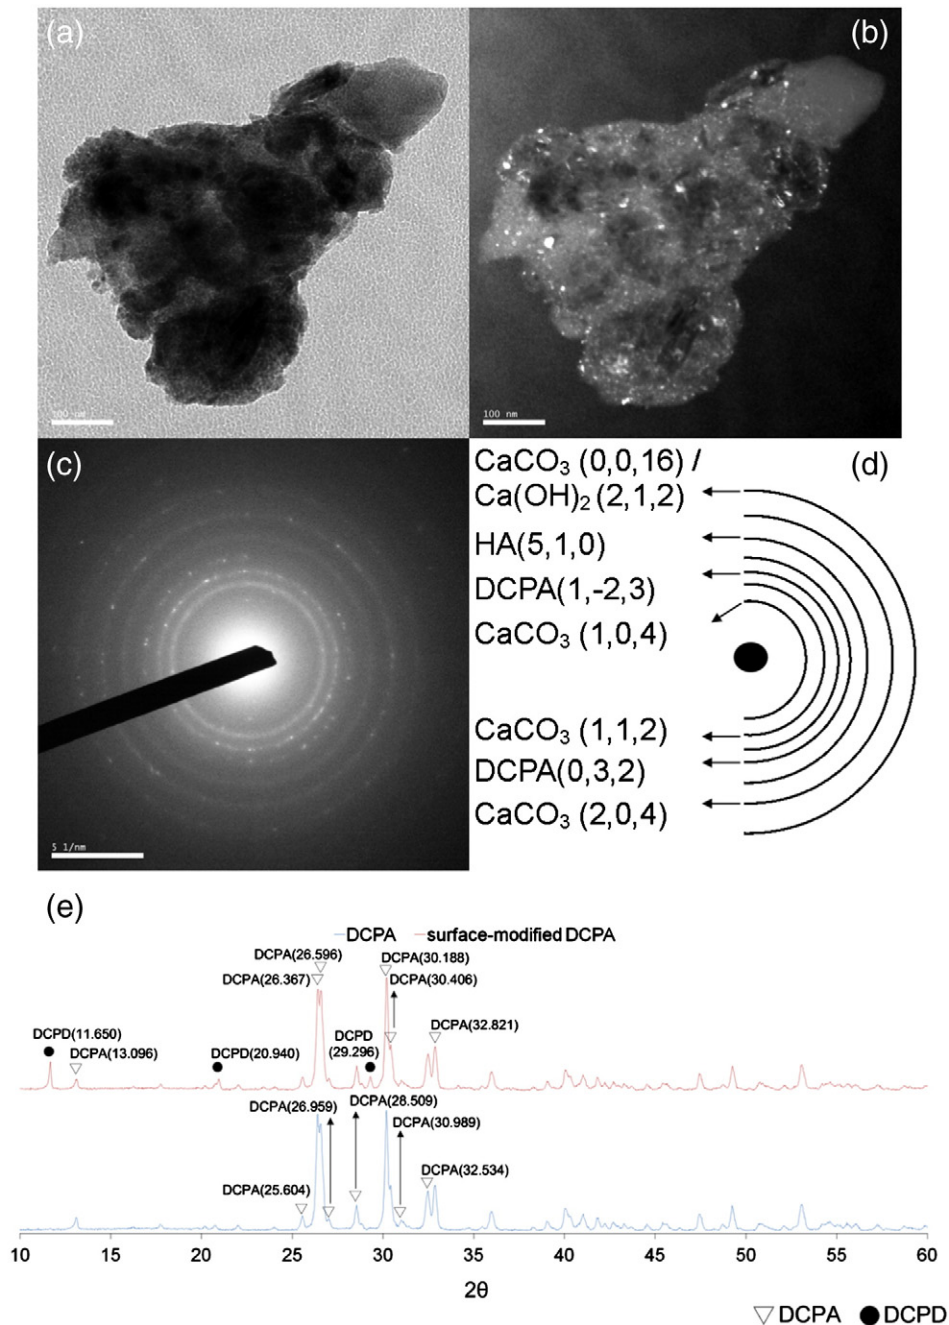 (a)
(b)
100 nm
100 nm
(c)
5 1/nm
(d)
CaCO₃ (0,0,16) /
Ca(OH)₂ (2,1,2)
HA(5,1,0)
DCPA(1,-2,3)
CaCO₃ (1,0,4)
CaCO₃ (1,1,2)
DCPA(0,3,2)
CaCO₃ (2,0,4)
(e)
DCPA surface-modified DCPA
DCPA(26.596)
DCPA(30.188)
DCPA(26.367)
DCPA(30.406)
DCPD(11.650)
DCPA(13.096)
DCPD(20.940)
DCPD
(29.296)
DCPA(32.821)
DCPA(26.959)
DCPA(28.509)
DCPA(30.989)
DCPA(25.604)
DCPA(32.534)
10 15 20 25 30 35 40 45 50 55 60
2θ
▽ DCPA ● DCPD